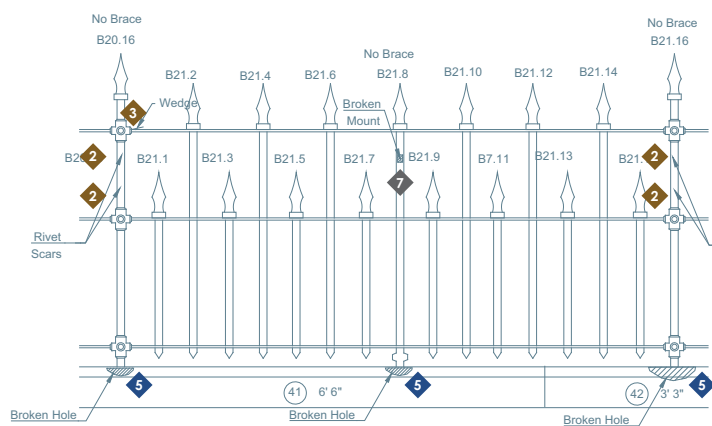 No Brace
B20.16
No Brace
B21.16
No Brace
B21.2
B21.4
B21.6
B21.8
B21.10
B21.12
B21.14
3
Wedge
Broken
Mount
2
B21.1
B21.3
B21.5
B21.7
B21.9
B7.11
B21.13
2
7
2
2
Rivet
Scars
5
5
5
41
6' 6"
42
3' 3"
Broken Hole
Broken Hole
Broken Hole